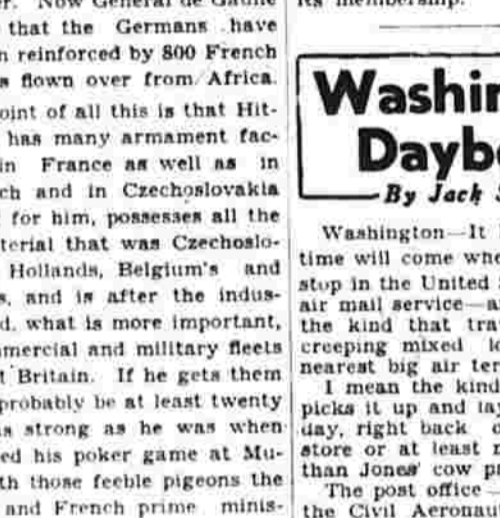 Now General de Gaulle
that the Germans have
reinforced by 800 French
flown over from Africa.
oint of all this is that Hit-
has many armament fac-
in France as well as in
ch and in Czechoslovakia
for him, possesses all the
terial that was Czechoslo-
Hollands, Belgium's and
s, and is after the indus-
d, what is more important,
mmercial and military fleets
t Britain. If he gets them
probably be at least twenty
s strong as he was when
ed his poker game at Mu-
th those feeble pigeons the
and French prime minis-
its membership.
Washin
Daybo
By Jack S
Washington—It
time will come whe
stop in the United S
air mail service—a
the kind that tra
creeping mixed lo
nearest big air ter
I mean the kind
picks it up and lay
day, right back o
store or at least n
than Jones' cow p
The post office—
the Civil Aeronau